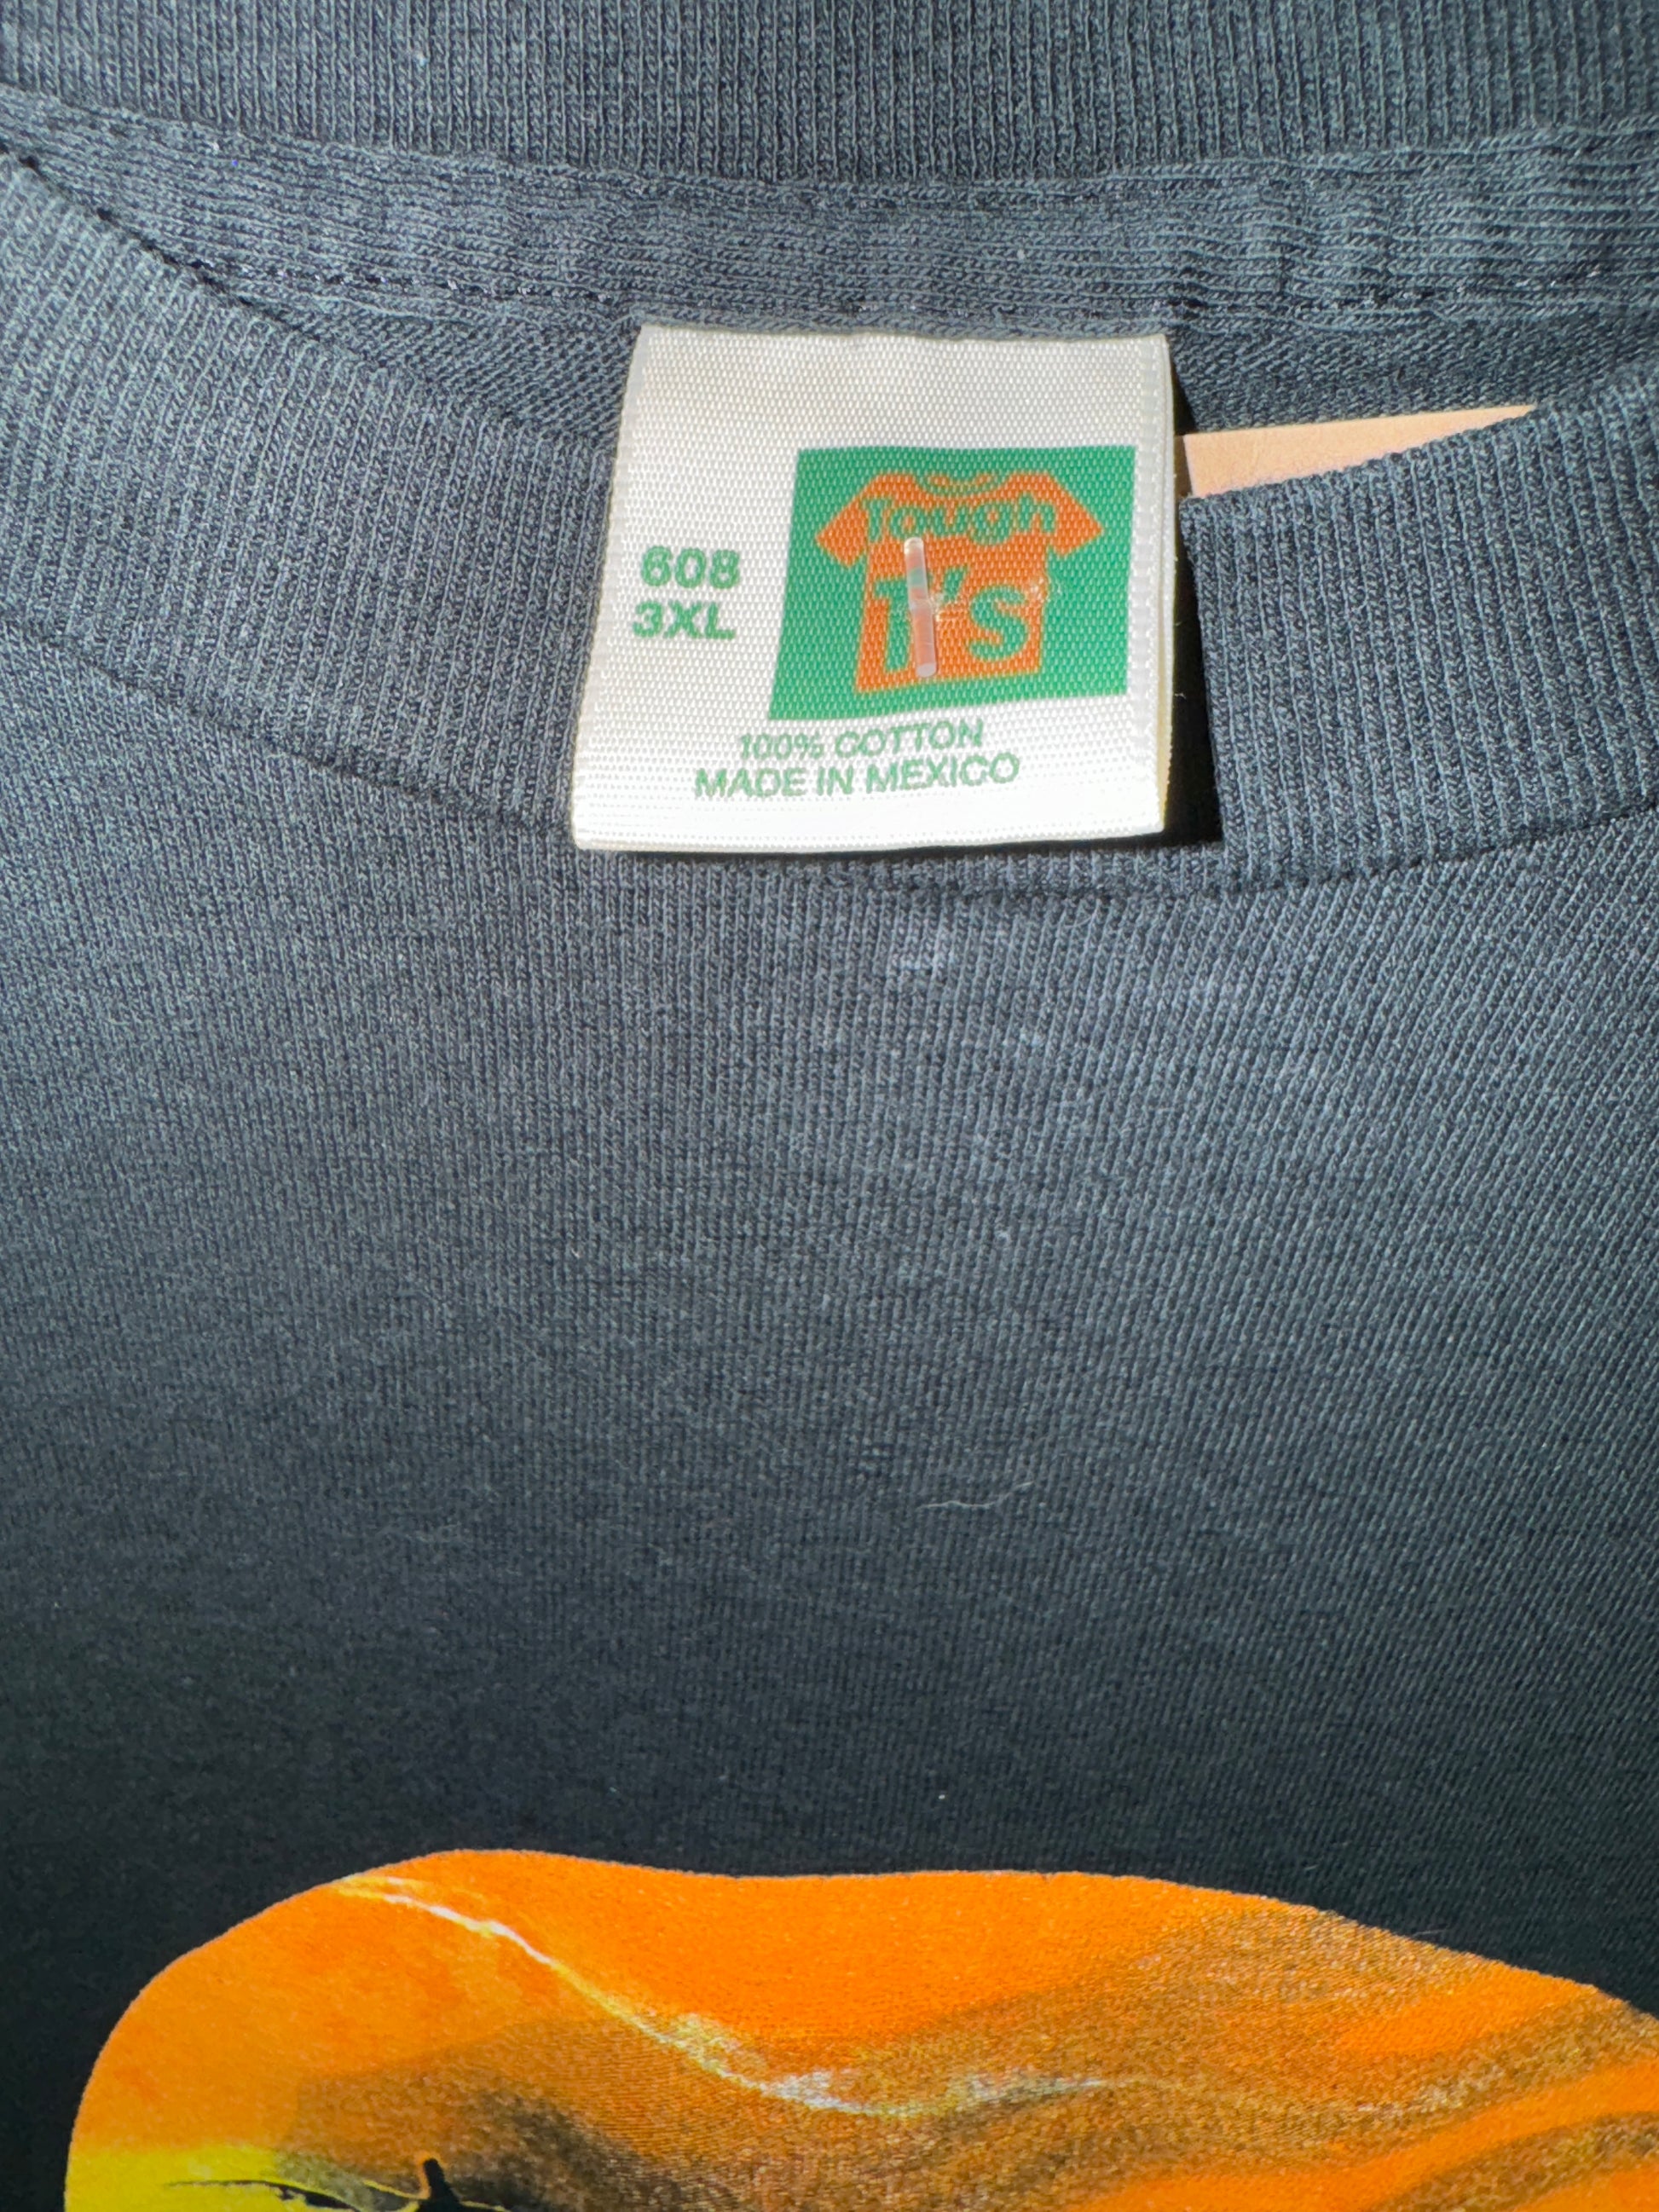 Tough
T's
608
3XL
100% COTTON
MADE IN MEXICO